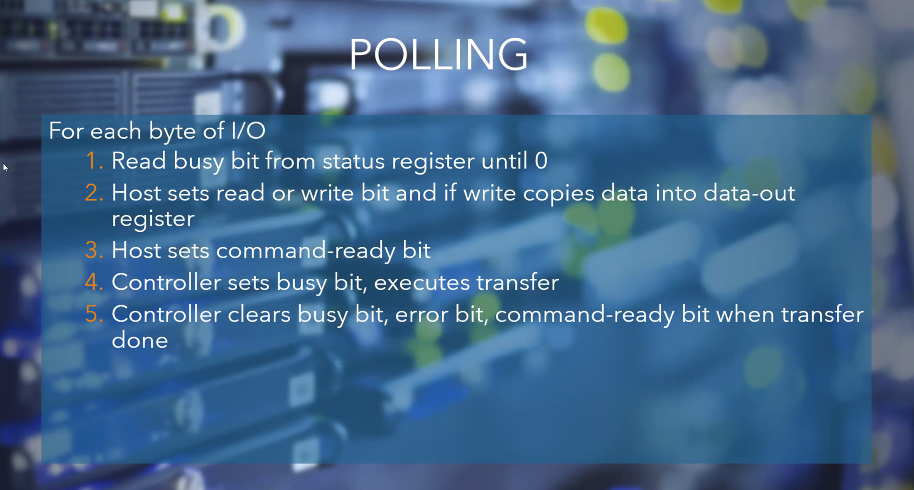 POLLING
For each byte of I/O
1. Read busy bit from status register until 0
2. Host sets read or write bit and if write copies data into data-out
register
3. Host sets command-ready bit
4. Controller sets busy bit, executes transfer
5. Controller clears busy bit, error bit, command-ready bit when transfer
done